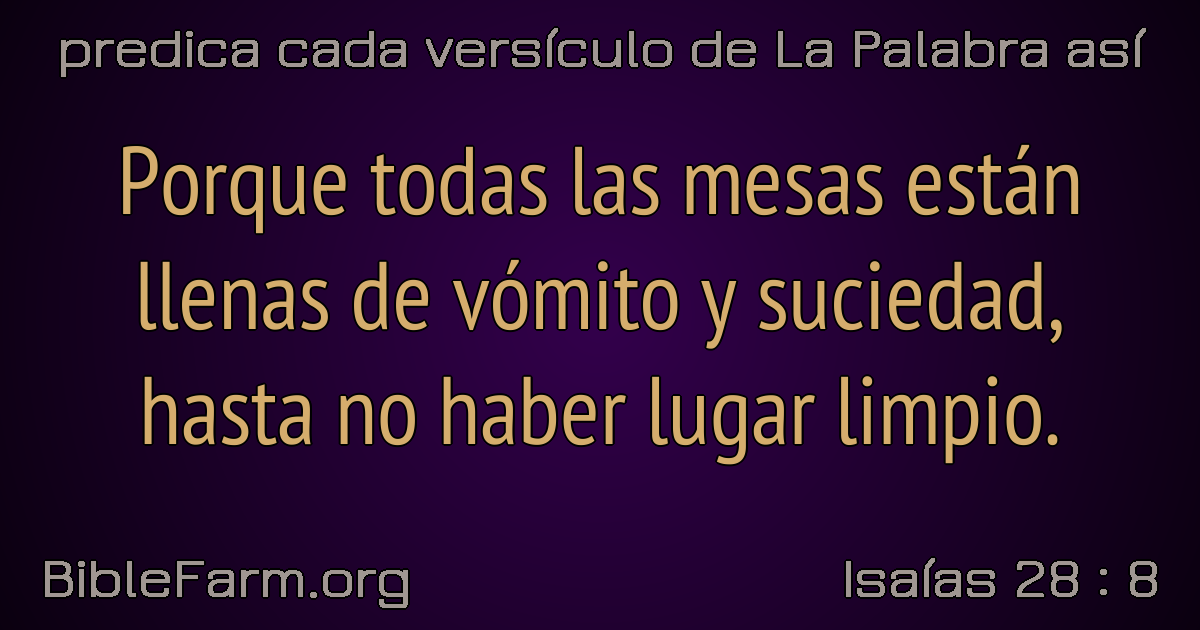 predica cada versículo de La Palabra así
Porque todas las mesas están
llenas de vómito y suciedad,
hasta no haber lugar limpio.
BibleFarm.org
Isaías 28 : 8